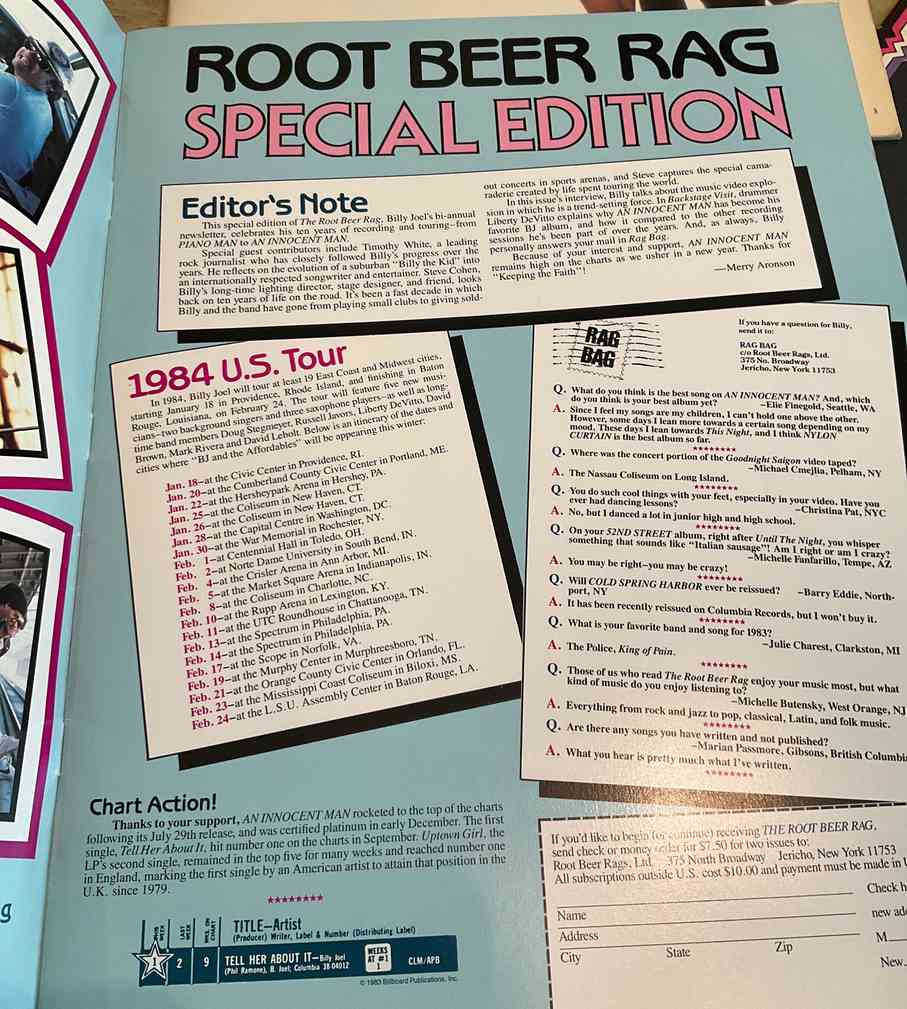 ROOT BEER RAG
SPECIAL EDITION
Editor's Note
This special edition of The Root Beer Rag, Billy Joel's bi-annual
newsletter, celebrates his ten years of recording and touring–from
PIANO MAN to AN INNOCENT MAN.
Special guest contributors include Timothy White, a leading
rock journalist who has closely followed Billy's progress over the
years. He reflects on the evolution of a suburban "Billy the Kid" into
an internationally respected songwriter and entertainer. Steve Cohen,
Billy's long-time lighting director, stage designer, and friend, looks
back on ten years of life on the road. It's been a fast decade in which
Billy and the band have gone from playing small clubs to giving sold-
out concerts in sports arenas, and Steve captures the special cama-
raderie created by life spent touring the world.
In this issue's interview, Billy talks about the music video explo-
sion in which he is a trend-setting force. In Backstage Visit, drummer
Liberty DeVitto explains why AN INNOCENT MAN has become his
favorite BJ album, and how it compared to the other recording
sessions he's been part of over the years. And, as always, Billy
personally answers your mail in Rag Bag.
Because of your interest and support, AN INNOCENT MAN
remains high on the charts as we usher in a new year. Thanks for
"Keeping the Faith"!
—Merry Aronson
1984 U.S. Tour
In 1984, Billy Joel will tour at least 19 East Coast and Midwest cities,
starting January 18 in Providence, Rhode Island, and finishing in Baton
Rouge, Louisiana, on February 24. The tour will feature five new musi-
cians–two background singers and three saxophone players–as well as long-
time band members Doug Stegmeyer, Russell Javors, Liberty DeVitto, David
Brown, Mark Rivera and David Lebolt. Below is an itinerary of the dates and
cities where "BJ and the Affordables" will be appearing this winter:
Jan. 18–at the Civic Center in Providence, RI.
Jan. 20–at the Cumberland County Civic Center in Portland, ME.
Jan. 22–at the Hersheypark Arena in Hershey, PA.
Jan. 25–at the Coliseum in New Haven, CT.
Jan. 26–at the Coliseum in New Haven, CT.
Jan. 28–at the Capital Centre in Washington, DC.
Jan. 30–at the War Memorial in Rochester, NY.
Feb. 1–at Centennial Hall in Toledo, OH.
Feb. 2–at Norte Dame University in South Bend, IN.
Feb. 4–at the Crisler Arena in Ann Arbor, MI.
Feb. 5–at the Market Square Arena in Indianapolis, IN.
Feb. 8–at the Coliseum in Charlotte, NC.
Feb. 10–at the Rupp Arena in Lexington, KY.
Feb. 11–at the UTC Roundhouse in Chattanooga, TN.
Feb. 13–at the Spectrum in Philadelphia, PA.
Feb. 14–at the Spectrum in Philadelphia, PA.
Feb. 17–at the Scope in Norfolk, VA.
Feb. 19–at the Murphy Center in Murphreesboro, TN.
Feb. 21–at the Orange County Civic Center in Orlando, FL.
Feb. 23–at the Mississippi Coast Coliseum in Biloxi, MS.
Feb. 24–at the L.S.U. Assembly Center in Baton Rouge, LA.
RAG
BAG
If you have a question for Billy,
send it to:
RAG BAG
c/o Root Beer Rags, Ltd.
375 No. Broadway
Jericho, New York 11753
Q. What do you think is the best song on AN INNOCENT MAN? And, which
do you think is your best album yet?
–Elie Finegold, Seattle, WA
A. Since I feel my songs are my children, I can't hold one above the other.
However, some days I lean more towards a certain song depending on my
mood. These days I lean towards This Night, and I think NYLON
CURTAIN is the best album so far.
********
Q. Where was the concert portion of the Goodnight Saigon video taped?
–Michael Cmejlia, Pelham, NY
A. The Nassau Coliseum on Long Island.
********
Q. You do such cool things with your feet, especially in your video. Have you
ever had dancing lessons?
–Christina Pat, NYC
A. No, but I danced a lot in junior high and high school.
********
Q. On your 52ND STREET album, right after Until The Night, you whisper
something that sounds like "Italian sausage"! Am I right or am I crazy?
–Michelle Fanfarillo, Tempe, AZ
A. You may be right–you may be crazy!
********
Q. Will COLD SPRING HARBOR ever be reissued? –Barry Eddie, North-
port, NY
A. It has been recently reissued on Columbia Records, but I won't buy it.
********
Q. What is your favorite band and song for 1983?
–Julie Charest, Clarkston, MI
A. The Police, King of Pain.
********
Q. Those of us who read The Root Beer Rag enjoy your music most, but what
kind of music do you enjoy listening to?
–Michelle Butensky, West Orange, NJ
A. Everything from rock and jazz to pop, classical, Latin, and folk music.
********
Q. Are there any songs you have written and not published?
–Marian Passmore, Gibsons, British Columbi
A. What you hear is pretty much what I've written.
********
Chart Action!
Thanks to your support, AN INNOCENT MAN rocketed to the top of the charts
following its July 29th release, and was certified platinum in early December. The first
single, Tell Her About It, hit number one on the charts in September. Uptown Girl, the
LP's second single, remained in the top five for many weeks and reached number one
in England, marking the first single by an American artist to attain that position in the
U.K. since 1979.
********
THIS WEEK
LAST WEEK
WKS. ON CHART
TITLE—Artist
(Producer) Writer, Label & Number (Distributing Label)
1 2 9 TELL HER ABOUT IT—Billy Joel
(Phil Ramone), B. Joel; Columbia 38-04012
WEEKS AT #1
1
CLM/APB
© 1983 Billboard Publications, Inc.
If you'd like to begin (or continue) receiving THE ROOT BEER RAG,
send check or money order for $7.50 for two issues to:
Root Beer Rags, Ltd. 375 North Broadway Jericho, New York 11753
All subscriptions outside U.S. cost $10.00 and payment must be made in U
Check h
Name
new ad
Address
M
City State Zip
New
g